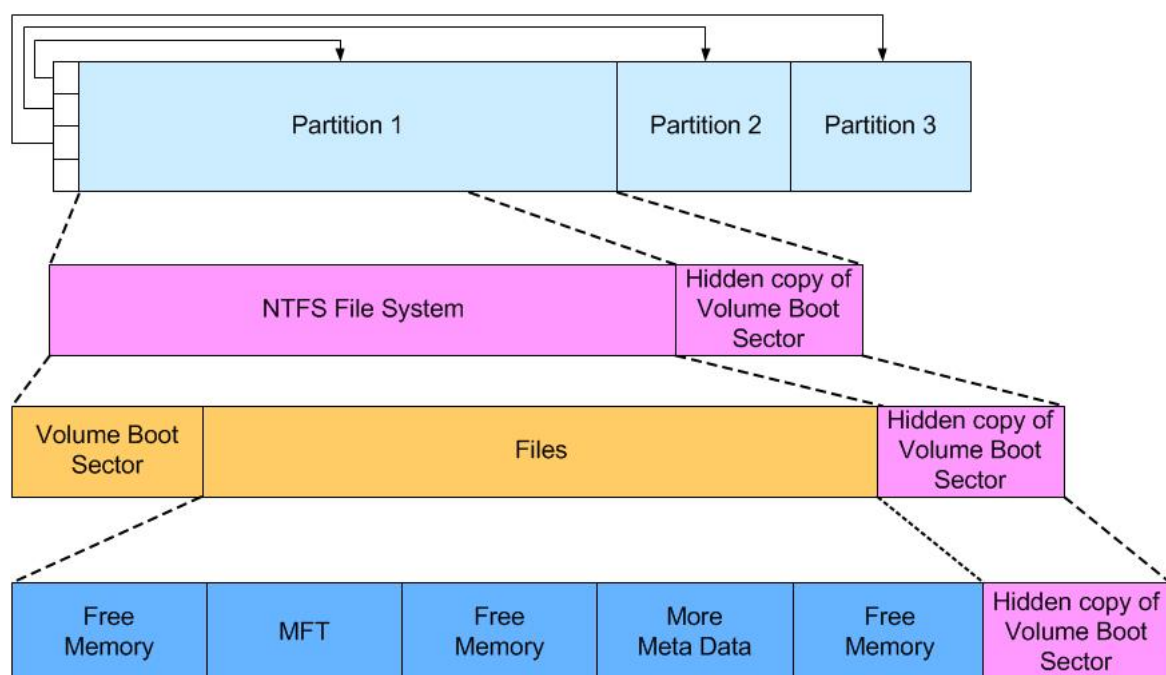 Partition 1
Partition 2
Partition 3
NTFS File System
Hidden copy of
Volume Boot
Sector
Volume Boot
Sector
Files
Hidden copy of
Volume Boot
Sector
Free
Memory
MFT
Free
Memory
More
Meta Data
Free
Memory
Hidden copy of
Volume Boot
Sector